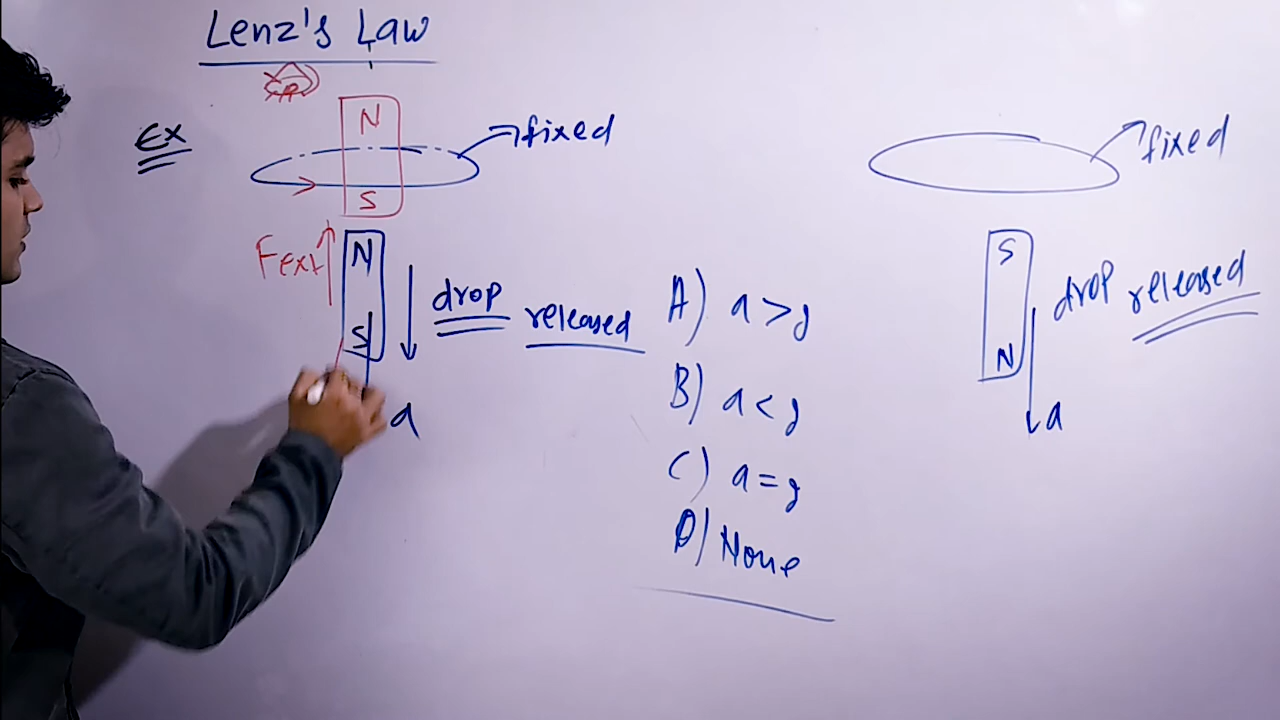 Lenz's Law
Ex
N
S
fixed
Fext
N
S
drop released
a
A) a > g
B) a < g
C) a = g
D) None
fixed
S
N
drop released
a